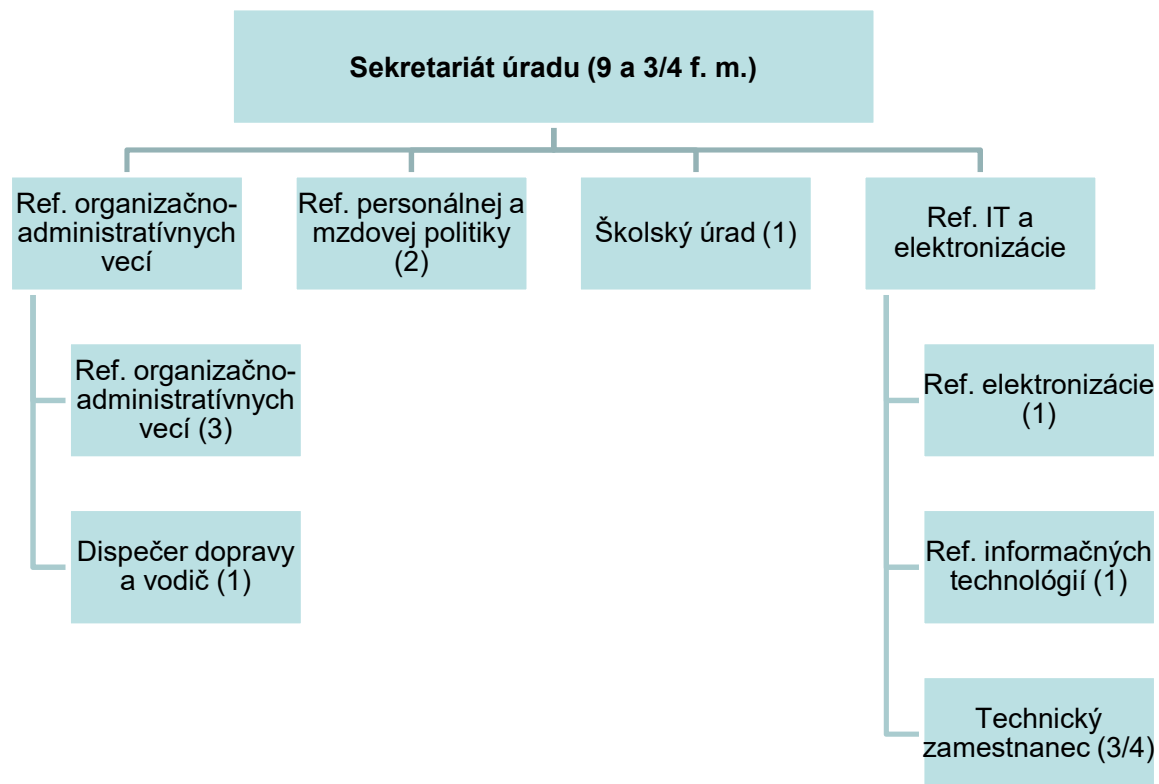 Sekretariát úradu (9 a 3/4 f. m.)
Ref. organizačno-
administratívnych
vecí
Ref. personálnej a
mzdovej politiky
(2)
Školský úrad (1)
Ref. IT a
elektronizácie
Ref. organizačno-
administratívnych
vecí (3)
Dispečer dopravy
a vodič (1)
Ref. elektronizácie
(1)
Ref. informačných
technológií (1)
Technický
zamestnanec (3/4)